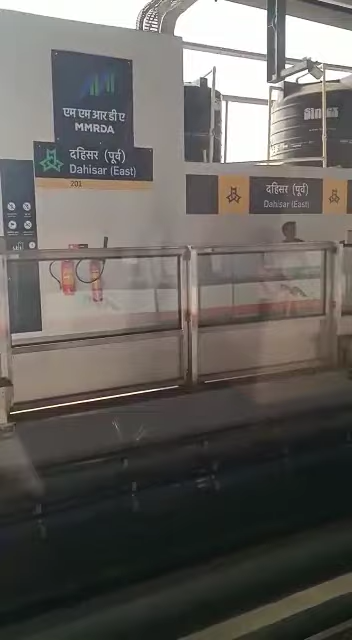 एम एम आर डी ए
MMRDA
दहिसर (पूर्व)
Dahisar (East)
201
दहिसर (पूर्व)
Dahisar (East)